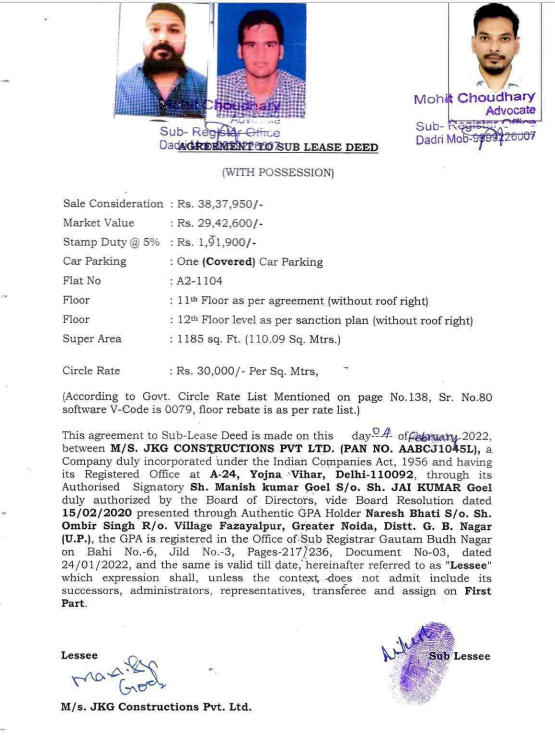 Mohit Choudhary
Advocate
Sub- Register Office
Dadri Mob-9899226007
Mohit Choudhary
Advocate
Sub- Register Office
AGREEMENT TO SUB LEASE DEED
(WITH POSSESSION)
Sale Consideration : Rs. 38,37,950/-
Market Value : Rs. 29,42,600/-
Stamp Duty @ 5% : Rs. 1,91,900/-
Car Parking : One (Covered) Car Parking
Flat No : A2-1104
Floor : 11th Floor as per agreement (without roof right)
Floor : 12th Floor level as per sanction plan (without roof right)
Super Area : 1185 sq. Ft. (110.09 Sq. Mtrs.)
Circle Rate : Rs. 30,000/- Per Sq. Mtrs,
(According to Govt. Circle Rate List Mentioned on page No.138, Sr. No.80
software V-Code is 0079, floor rebate is as per rate list.)
This agreement to Sub-Lease Deed is made on this day 04 of February 2022,
between M/S. JKG CONSTRUCTIONS PVT LTD. (PAN NO. AABCJ1045L), a
Company duly incorporated under the Indian Companies Act, 1956 and having
its Registered Office at A-24, Yojna Vihar, Delhi-110092, through its
Authorised Signatory Sh. Manish kumar Goel S/o. Sh. JAI KUMAR Goel
duly authorized by the Board of Directors, vide Board Resolution dated
15/02/2020 presented through Authentic GPA Holder Naresh Bhati S/o. Sh.
Ombir Singh R/o. Village Fazayalpur, Greater Noida, Distt. G. B. Nagar
(U.P.), the GPA is registered in the Office of Sub Registrar Gautam Budh Nagar
on Bahi No.-6, Jild No.-3, Pages-217/236, Document No-03, dated
24/01/2022, and the same is valid till date, hereinafter referred to as "Lessee"
which expression shall, unless the context does not admit include its
successors, administrators, representatives, transferee and assign on First
Part.
Lessee
Sub Lessee
M/s. JKG Constructions Pvt. Ltd.